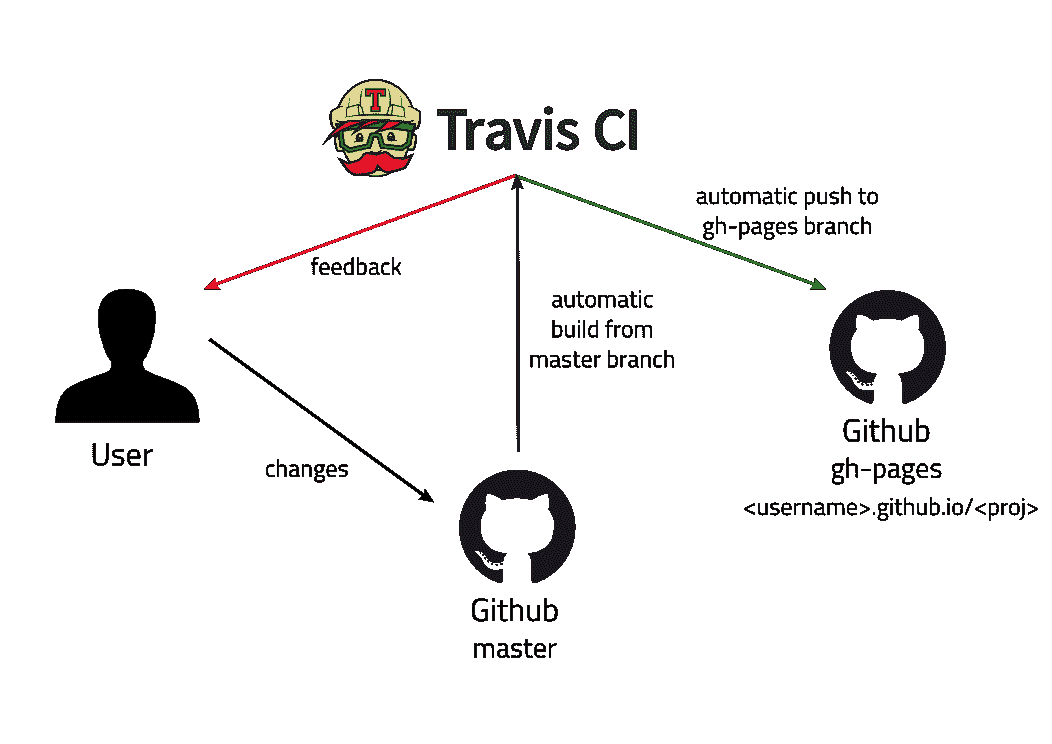 T
Travis CI
automatic push to
gh-pages branch
feedback
automatic
build from
master branch
User
changes
Github
gh-pages
<username>.github.io/<proj>
Github
master